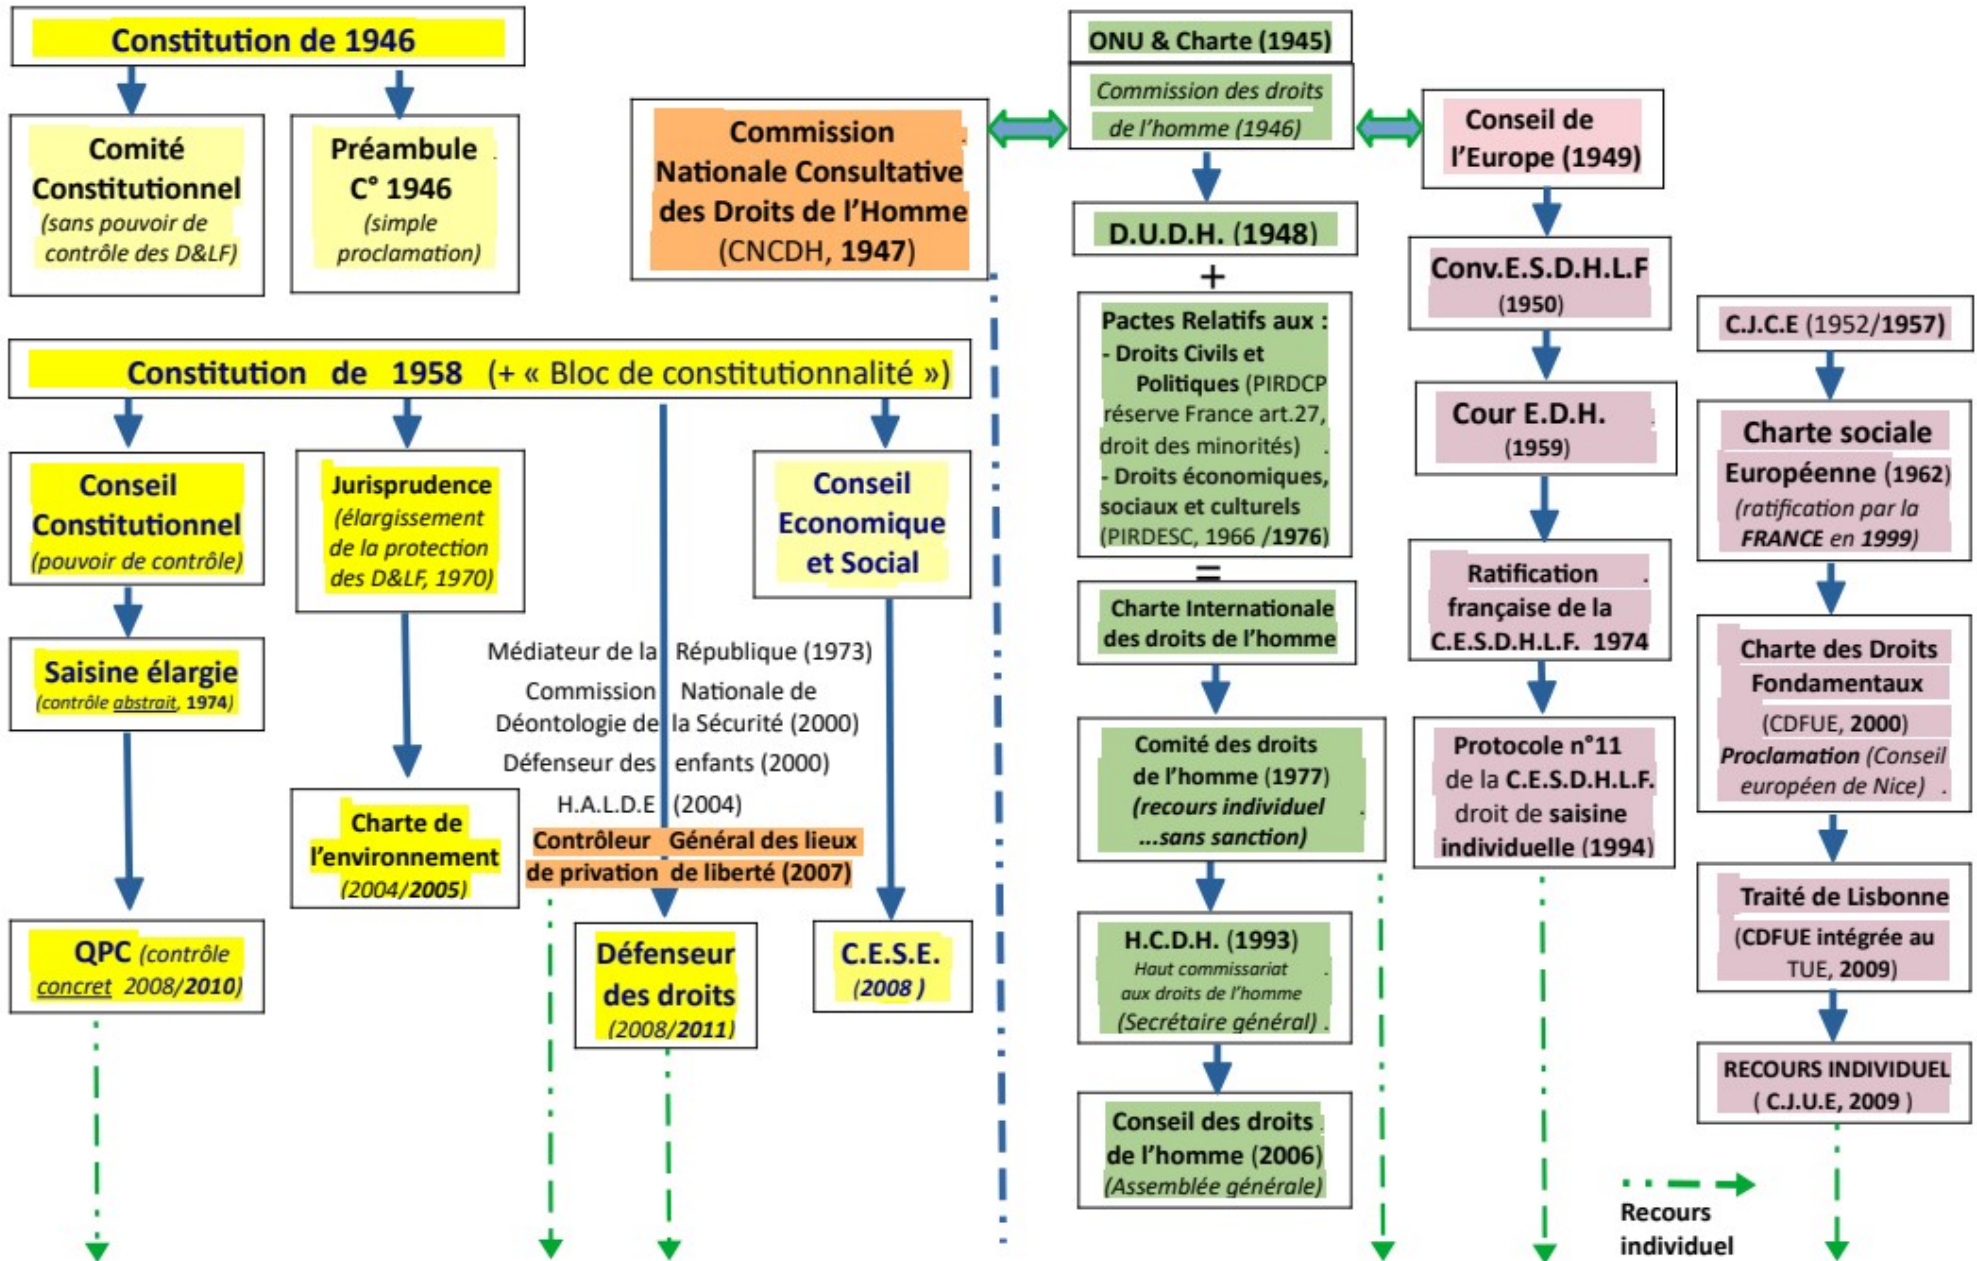 Constitution de 1946
Comité
Constitutionnel
(sans pouvoir de
contrôle des D&LF)
Préambule
C° 1946
(simple
proclamation)
Commission
Nationale Consultative
des Droits de l'Homme
(CNCDH, 1947)
ONU & Charte (1945)
Commission des droits
de l'homme (1946)
Conseil de
l'Europe (1949)
D.U.D.H. (1948)
+
Conv.E.S.D.H.L.F
(1950)
Pactes Relatifs aux :
- Droits Civils et
Politiques (PIRDCP
réserve France art.27,
droit des minorités) .
- Droits économiques,
sociaux et culturels
(PIRDESC, 1966 /1976)
=
Charte Internationale
des droits de l'homme
C.J.C.E (1952/1957)
Constitution de 1958 (+ « Bloc de constitutionnalité »)
Cour E.D.H.
(1959)
Charte sociale
Européenne (1962)
(ratification par la
FRANCE en 1999)
Conseil
Constitutionnel
(pouvoir de contrôle)
Jurisprudence
(élargissement
de la protection
des D&LF, 1970)
Conseil
Economique
et Social
Ratification
française de la
C.E.S.D.H.L.F. 1974
Saisine élargie
(contrôle abstrait, 1974)
Médiateur de la République (1973)
Commission Nationale de
Déontologie de la Sécurité (2000)
Défenseur des enfants (2000)
H.A.L.D.E (2004)
Contrôleur Général des lieux
de privation de liberté (2007)
Charte des Droits
Fondamentaux
(CDFUE, 2000)
Proclamation (Conseil
européen de Nice) .
Comité des droits
de l'homme (1977)
(recours individuel
...sans sanction)
Protocole n°11
de la C.E.S.D.H.L.F.
droit de saisine
individuelle (1994)
Charte de
l'environnement
(2004/2005)
QPC (contrôle
concret 2008/2010)
Défenseur
des droits
(2008/2011)
C.E.S.E.
(2008 )
H.C.D.H. (1993)
Haut commissariat
aux droits de l'homme
(Secrétaire général) .
Traité de Lisbonne
(CDFUE intégrée au
TUE, 2009)
Conseil des droits
de l'homme (2006)
(Assemblée générale)
RECOURS INDIVIDUEL
( C.J.U.E, 2009 )
Recours
individuel